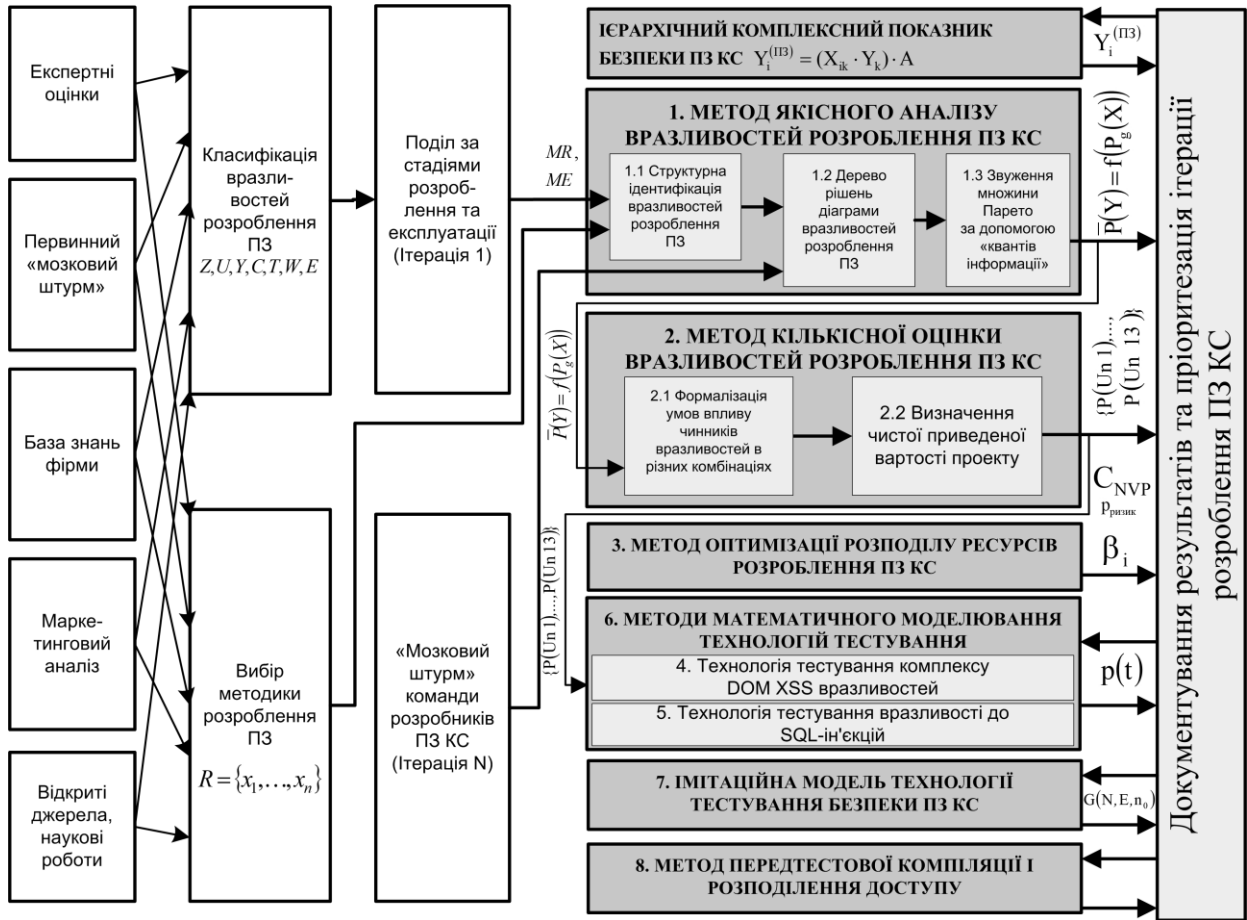 Експертні
оцінки
Первинний
«мозковий
штурм»
База знань
фірми
Марке-
тинговий
аналіз
Відкриті
джерела,
наукові
роботи
Класифікація
вразли-
востей
розроблення
ПЗ
Z,U,Y,C,T,W,E
Вибір
методики
розроблення
ПЗ
R = {x₁,…,xₙ}
Поділ за
стадіями
розроб-
лення та
експлуатації
(Ітерація 1)
«Мозковий
штурм»
команди
розробників
ПЗ КС
(Ітерація N)
ІЄРАРХІЧНИЙ КОМПЛЕКСНИЙ ПОКАЗНИК
БЕЗПЕКИ ПЗ КС Y_i^(ПЗ) = (X_ik · Y_k) · A
Y_i^(ПЗ)
1. МЕТОД ЯКІСНОГО АНАЛІЗУ
ВРАЗЛИВОСТЕЙ РОЗРОБЛЕННЯ ПЗ КС
MR,
ME
1.1 Структурна
ідентифікація
вразливостей
розроблення
ПЗ
1.2 Дерево
рішень
діаграми
вразливостей
розроблення
ПЗ
1.3 Звуження
множини
Парето
за допомогою
«квантів
інформації»
P̅(Y) = f(P_g(X))
P̅(Y) = f(P_g(X))
2. МЕТОД КІЛЬКІСНОЇ ОЦІНКИ
ВРАЗЛИВОСТЕЙ РОЗРОБЛЕННЯ ПЗ КС
2.1 Формалізація
умов впливу
чинників
вразливостей в
різних комбінаціях
2.2 Визначення
чистої приведеної
вартості проекту
{P(Un 1),...,
P(Un 13)}
C_NVP
p_ризик
{P(Un 1),...,P(Un 13)}
3. МЕТОД ОПТИМІЗАЦІЇ РОЗПОДІЛУ РЕСУРСІВ
РОЗРОБЛЕННЯ ПЗ КС
β_i
6. МЕТОДИ МАТЕМАТИЧНОГО МОДЕЛЮВАННЯ
ТЕХНОЛОГІЙ ТЕСТУВАННЯ
4. Технологія тестування комплексу
DOM XSS вразливостей
5. Технологія тестування вразливості до
SQL-ін'єкцій
p(t)
7. ІМІТАЦІЙНА МОДЕЛЬ ТЕХНОЛОГІЇ
ТЕСТУВАННЯ БЕЗПЕКИ ПЗ КС
G(N,E,n₀)
8. МЕТОД ПЕРЕДТЕСТОВОЇ КОМПІЛЯЦІЇ І
РОЗПОДІЛЕННЯ ДОСТУПУ
Документування результатів та пріоритезація ітерації
розроблення ПЗ КС